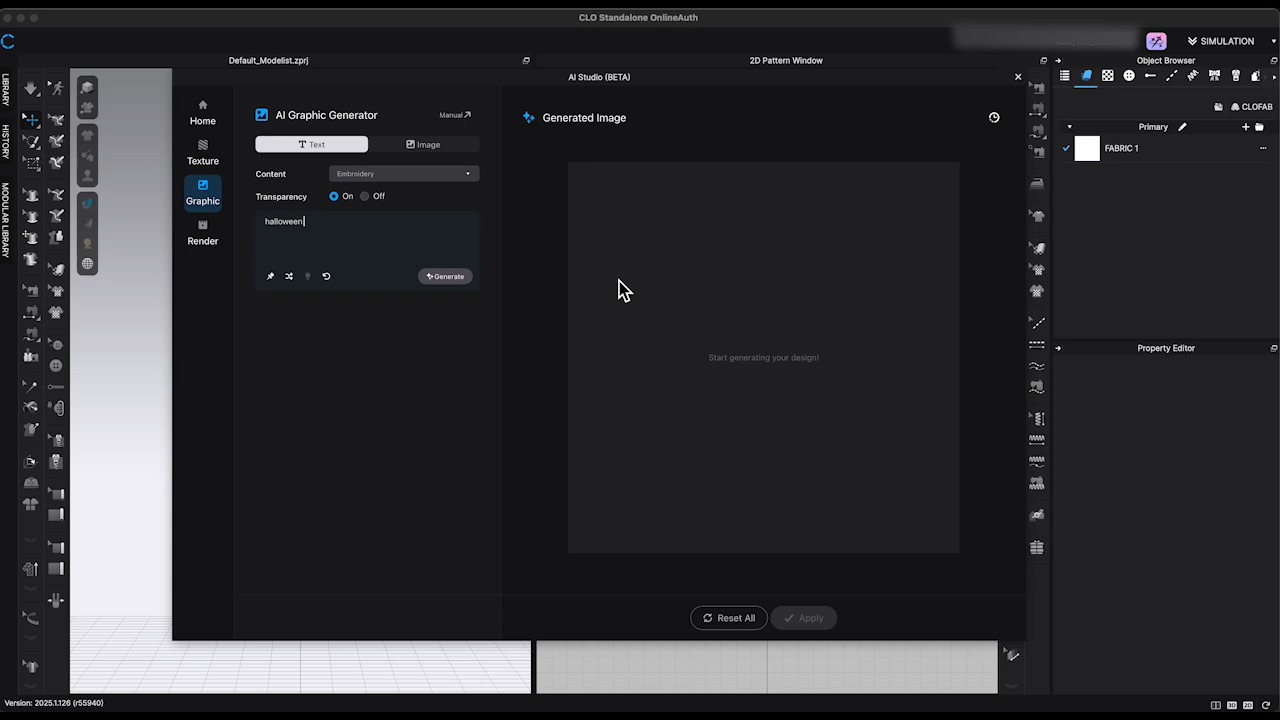 CLO Standalone OnlineAuth
SIMULATION
Default_Modelist.zprj
2D Pattern Window
Object Browser
LIBRARY
HISTORY
MODULAR LIBRARY
AI Studio (BETA)
Home
Texture
Graphic
Render
AI Graphic Generator
Manual
Text
Image
Content
Embroidery
Transparency
On
Off
halloween
Generate
Generated Image
Start generating your design!
Reset All
Apply
CLOFAB
Primary
FABRIC 1
Property Editor
Version: 2025.1.126 (r55940)
3D
2D